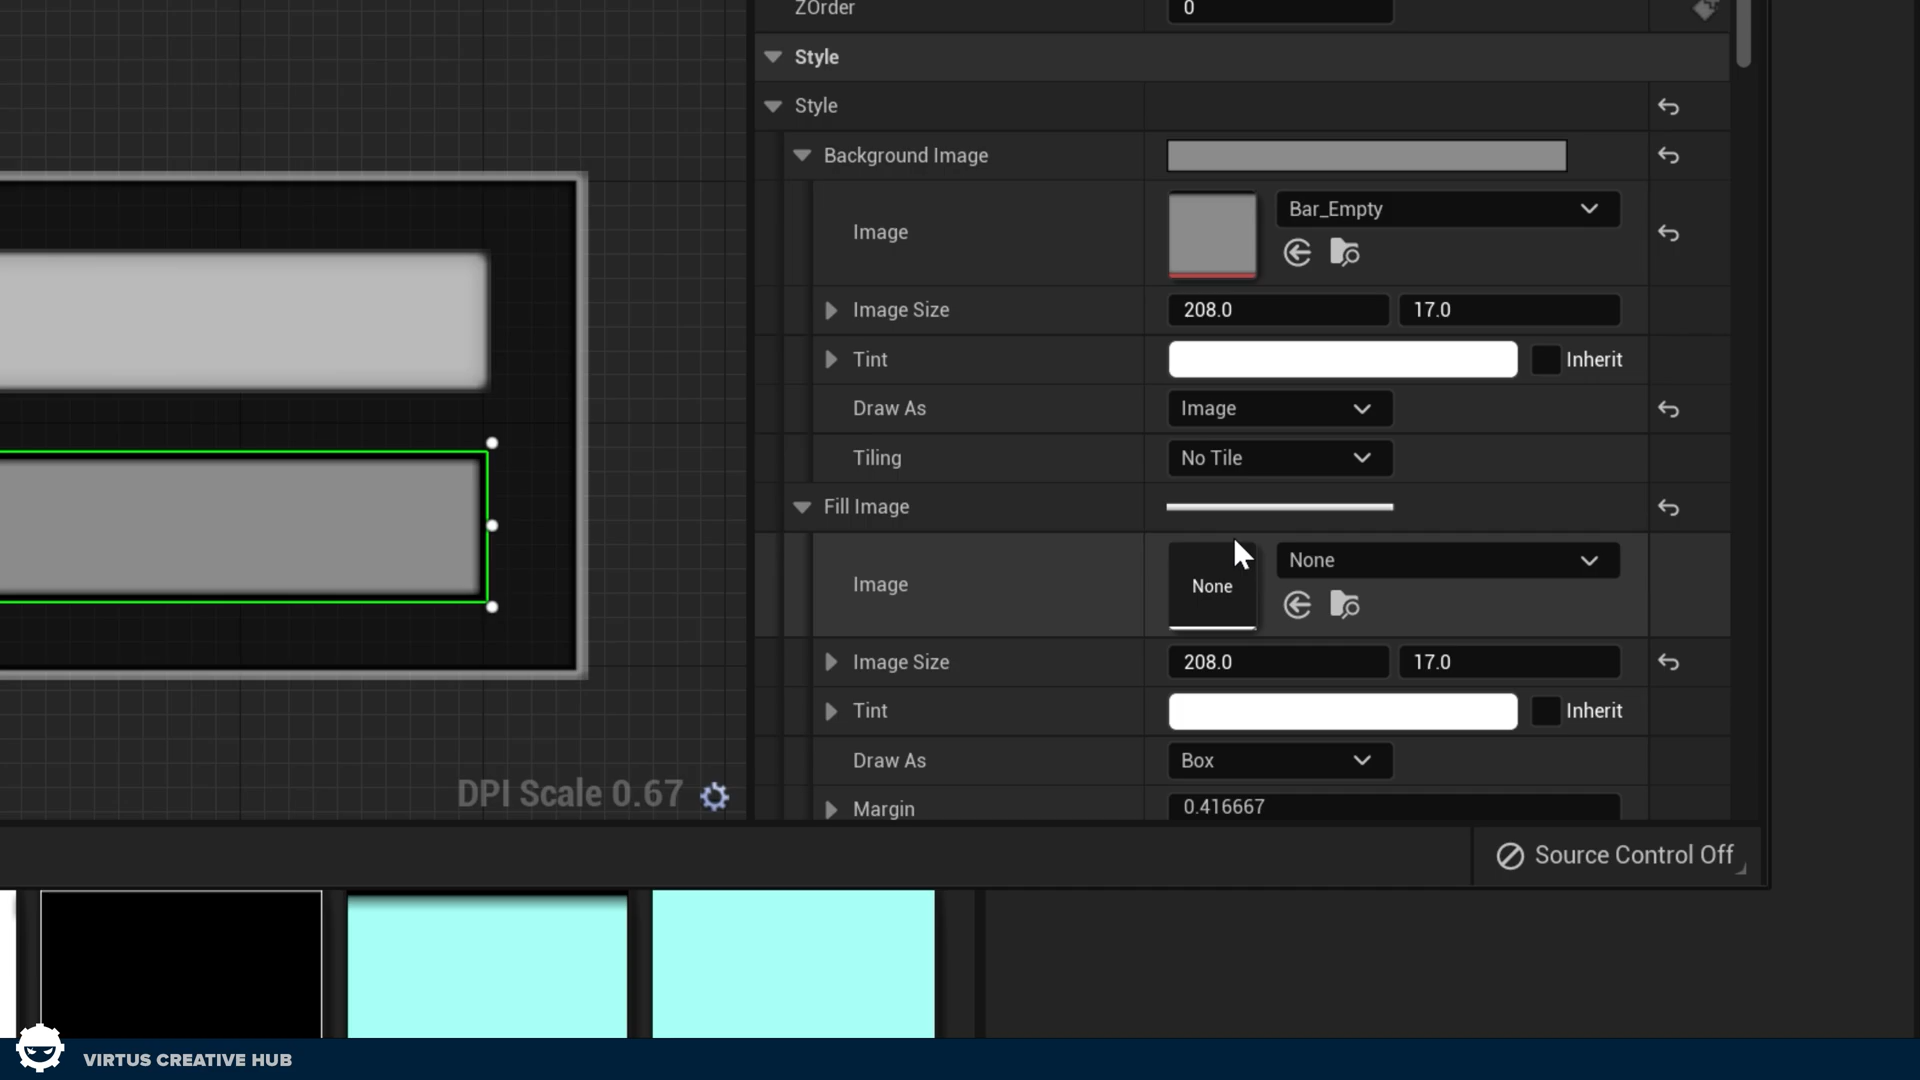 ZOrder 0
Style
Style
Background Image
Image Bar_Empty
Image Size 208.0 17.0
Tint Inherit
Draw As Image
Tiling No Tile
Fill Image
Image None None
Image Size 208.0 17.0
Tint Inherit
Draw As Box
Margin 0.416667
DPI Scale 0.67
Source Control Off
VIRTUS CREATIVE HUB